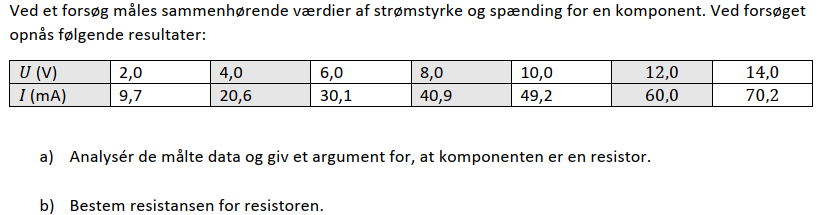 Ved et forsøg måles sammenhørende værdier af strømstyrke og spænding for en komponent. Ved forsøget
opnås følgende resultater:
U (V) 2,0 4,0 6,0 8,0 10,0 12,0 14,0
I (mA) 9,7 20,6 30,1 40,9 49,2 60,0 70,2
a) Analysér de målte data og giv et argument for, at komponenten er en resistor.
b) Bestem resistansen for resistoren.